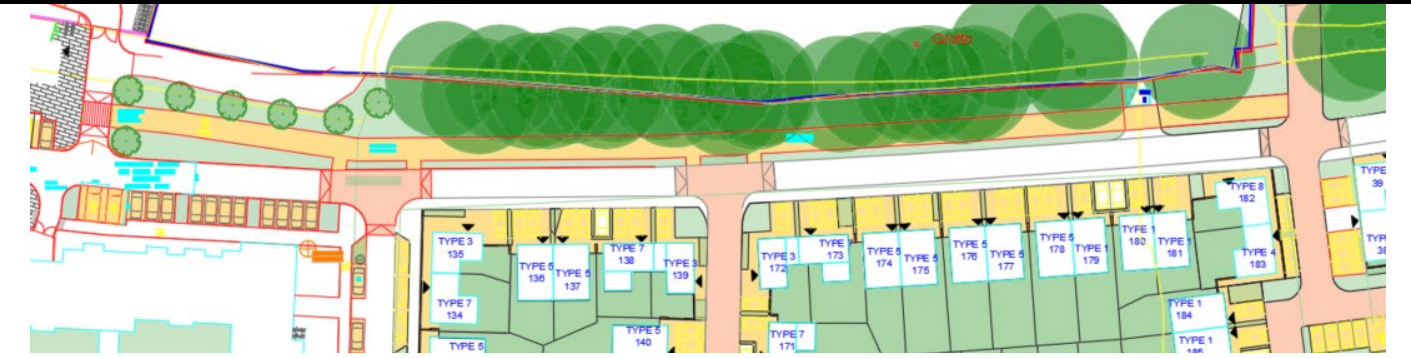 Grotto
TYPE 3
135
TYPE 7
134
TYPE 5
TYPE 5
136
TYPE 5
137
TYPE 7
138
TYPE 3
139
TYPE 5
140
TYPE 3
172
TYPE
173
TYPE 7
171
TYPE 5
174
TYPE 5
175
TYPE 5
176
TYPE 5
177
TYPE 5
178
TYPE 1
179
TYPE 1
180
TYPE 1
181
TYPE 8
182
TYPE 4
183
TYPE 1
184
TYPE 1
185
TYPE
39
TYP
38